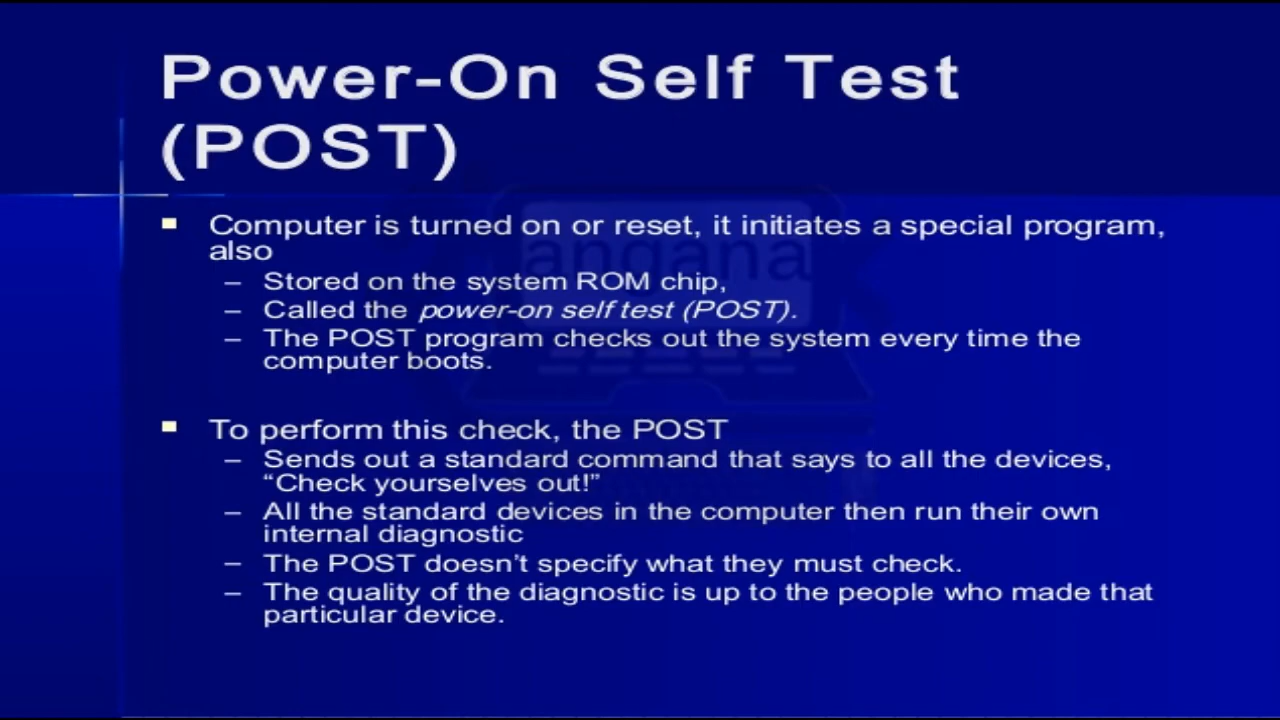 Power-On Self Test
(POST)
Computer is turned on or reset, it initiates a special program,
also
– Stored on the system ROM chip,
– Called the power-on self test (POST).
– The POST program checks out the system every time the
computer boots.
To perform this check, the POST
– Sends out a standard command that says to all the devices,
“Check yourselves out!”
– All the standard devices in the computer then run their own
internal diagnostic
– The POST doesn’t specify what they must check.
– The quality of the diagnostic is up to the people who made that
particular device.
angana